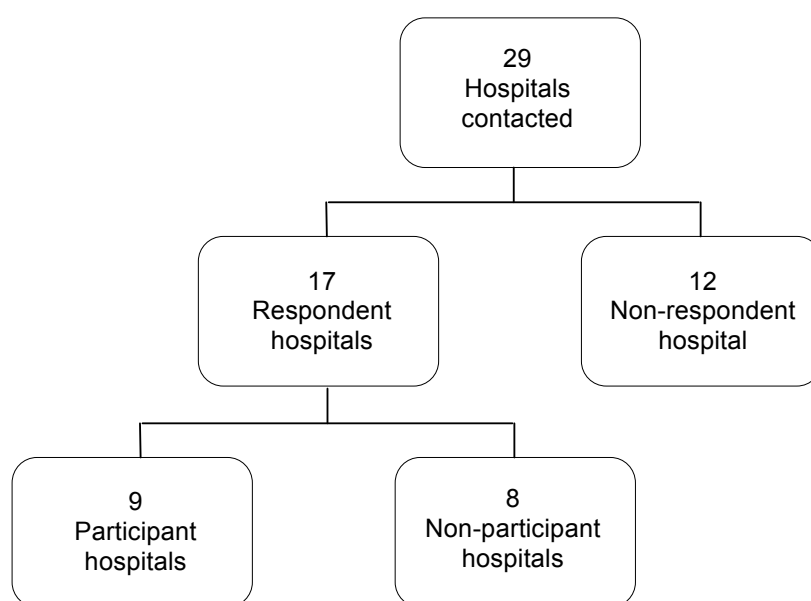 29
Hospitals
contacted
17
Respondent
hospitals
12
Non-respondent
hospital
9
Participant
hospitals
8
Non-participant
hospitals